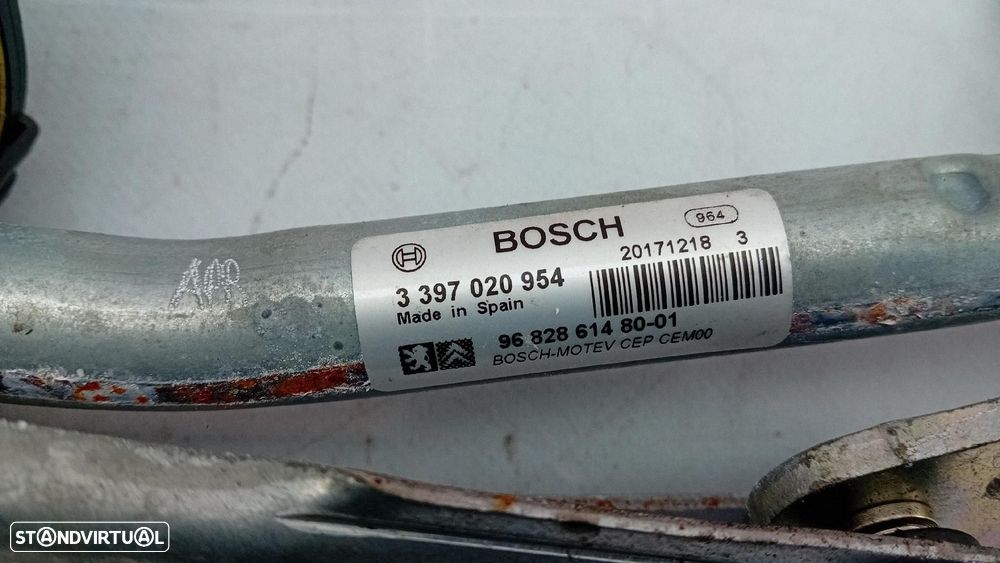 BOSCH
964
20171218 3
3 397 020 954
Made in Spain
96 828 614 80-01
BOSCH-MOTEV CEP CEM00
STANDVIRTUAL